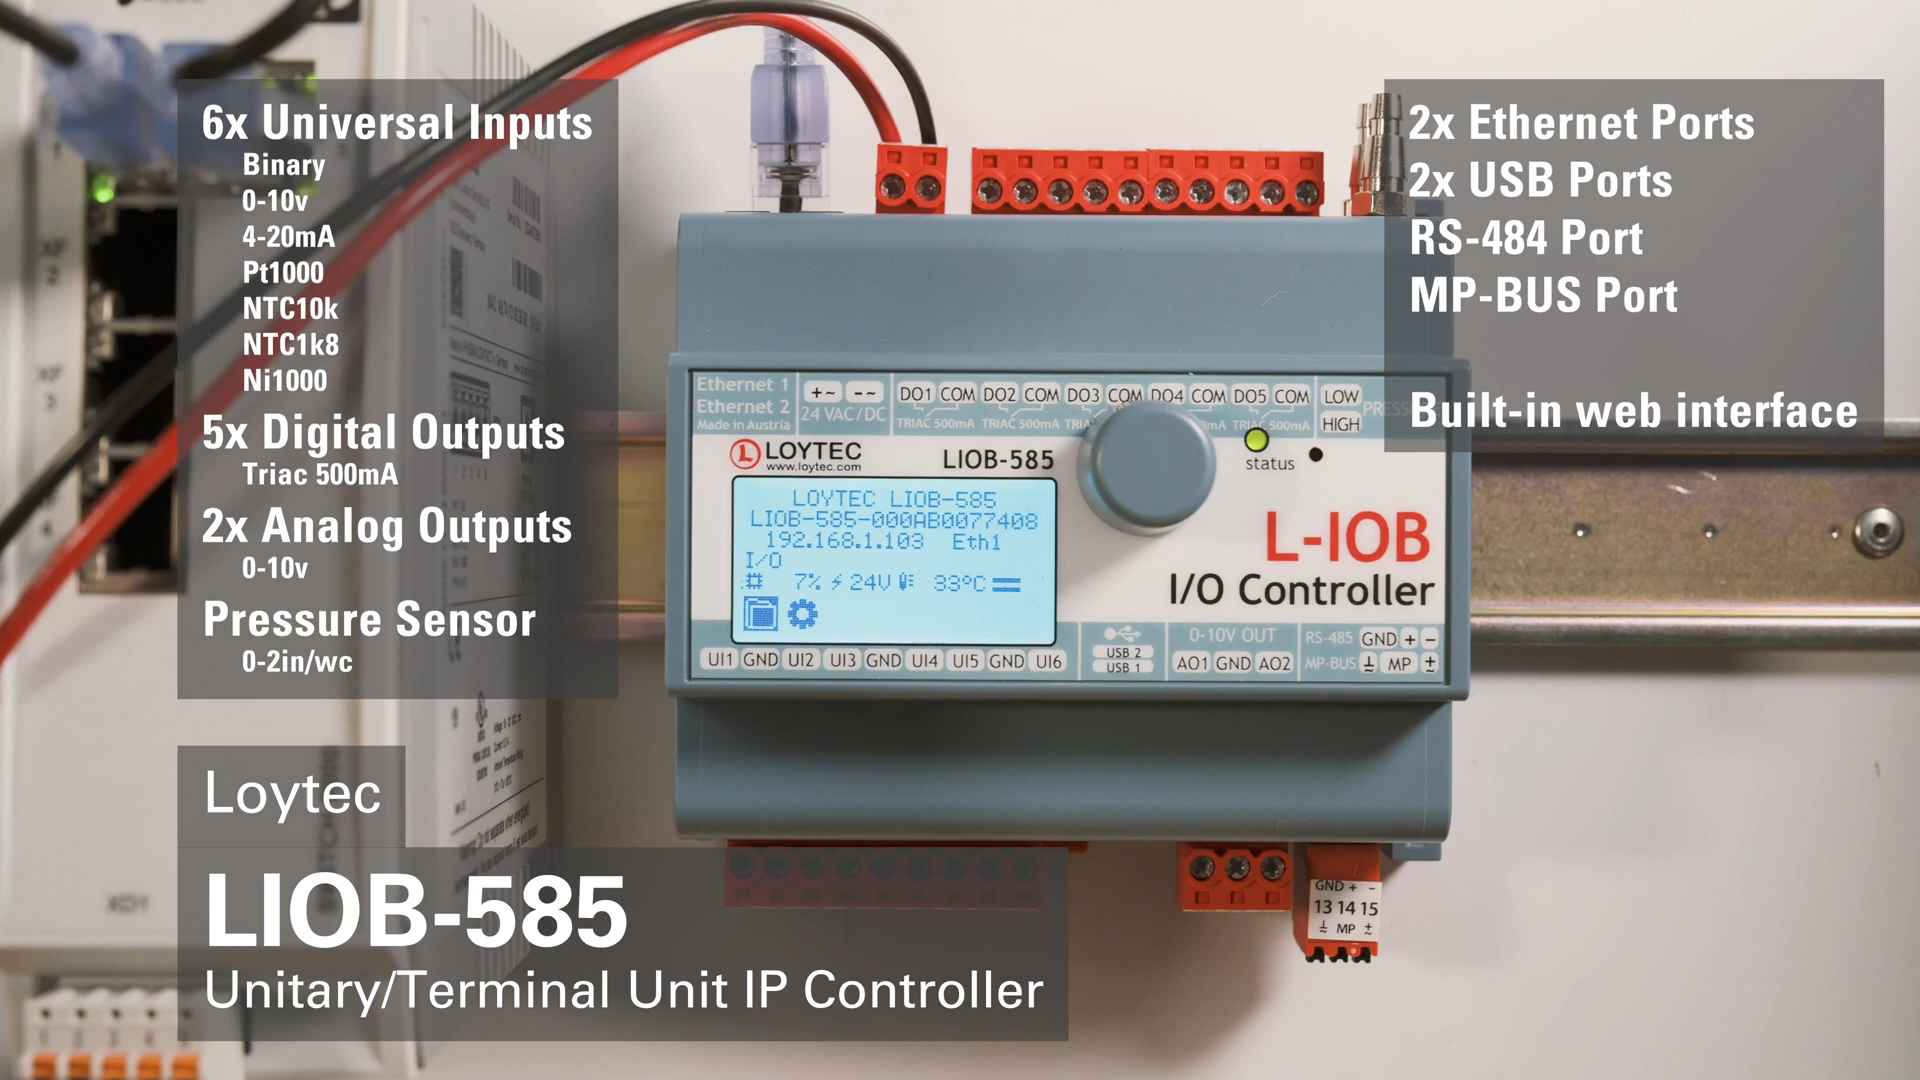 6x Universal Inputs
Binary
0-10v
4-20mA
Pt1000
NTC10k
NTC1k8
Ni1000
5x Digital Outputs
Triac 500mA
2x Analog Outputs
0-10v
Pressure Sensor
0-2in/wc
Loytec
LIOB-585
Unitary/Terminal Unit IP Controller
2x Ethernet Ports
2x USB Ports
RS-484 Port
MP-BUS Port
Built-in web interface
Ethernet 1
Ethernet 2
Made in Austria
+~ -~
24 VAC/DC
DO1 COM DO2 COM DO3 COM DO4 COM DO5 COM
TRIAC 500mA TRIAC 500mA TRIAC 500mA
LOW
HIGH
LOYTEC
www.loytec.com
LIOB-585
status
LOYTEC LIOB-585
LIOB-585-000AB0077408
192.168.1.103 Eth1
I/O
7% 24V 33°C
L-IOB
I/O Controller
UI1 GND UI2 UI3 GND UI4 UI5 GND UI6
USB 2
USB 1
0-10V OUT
AO1 GND AO2
RS-485 GND + -
MP-BUS MP
GND + -
13 14 15
MP
XD1